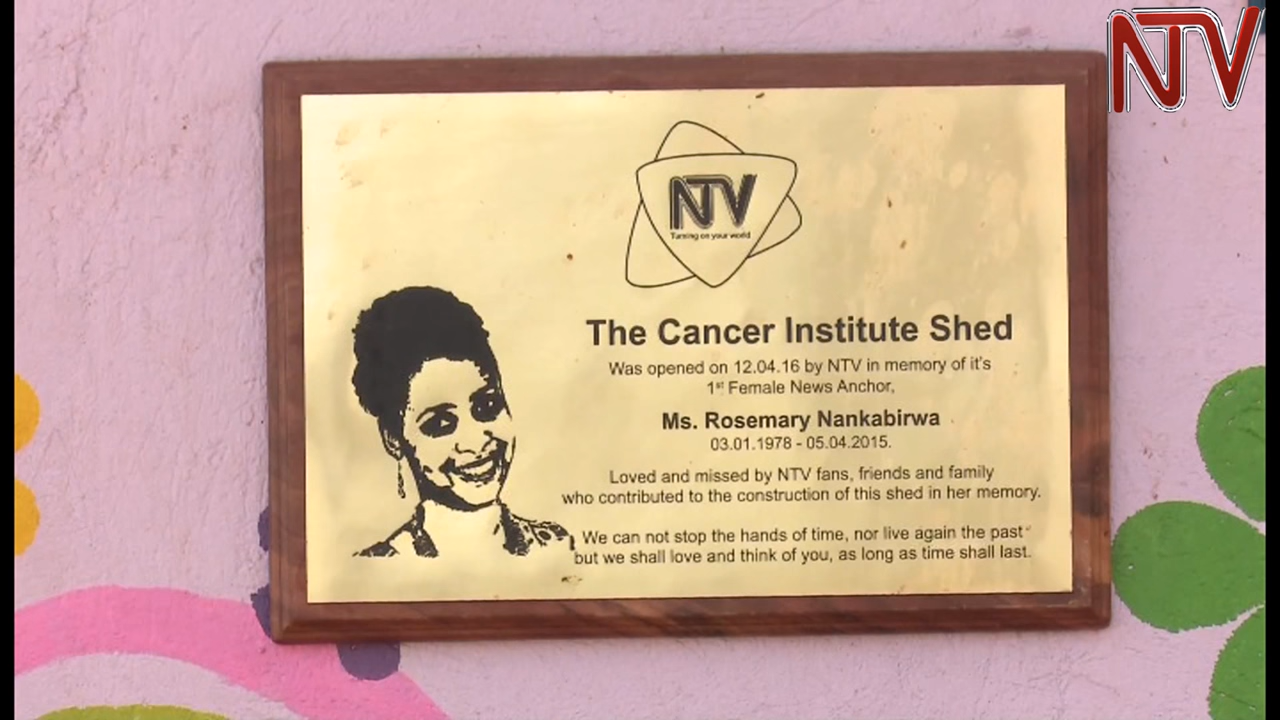 NTV
NTV
Turning on your world
The Cancer Institute Shed
Was opened on 12.04.16 by NTV in memory of it's
1st Female News Anchor,
Ms. Rosemary Nankabirwa
03.01.1978 - 05.04.2015.
Loved and missed by NTV fans, friends and family
who contributed to the construction of this shed in her memory.
We can not stop the hands of time, nor live again the past
but we shall love and think of you, as long as time shall last.